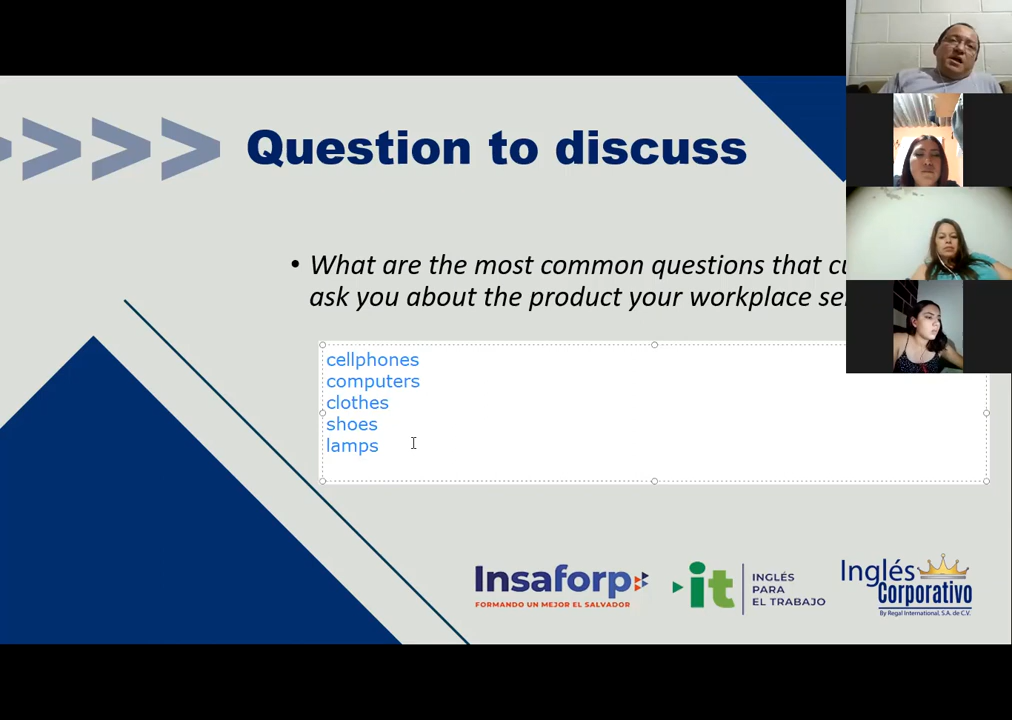 Question to discuss
• What are the most common questions that
ask you about the product your workplace
cellphones
computers
clothes
shoes
lamps
Insaforp
FORMANDO UN MEJOR EL SALVADOR
it
INGLÉS
PARA
EL TRABAJO
Inglés
Corporativo
By Regal International, S.A. de C.V.